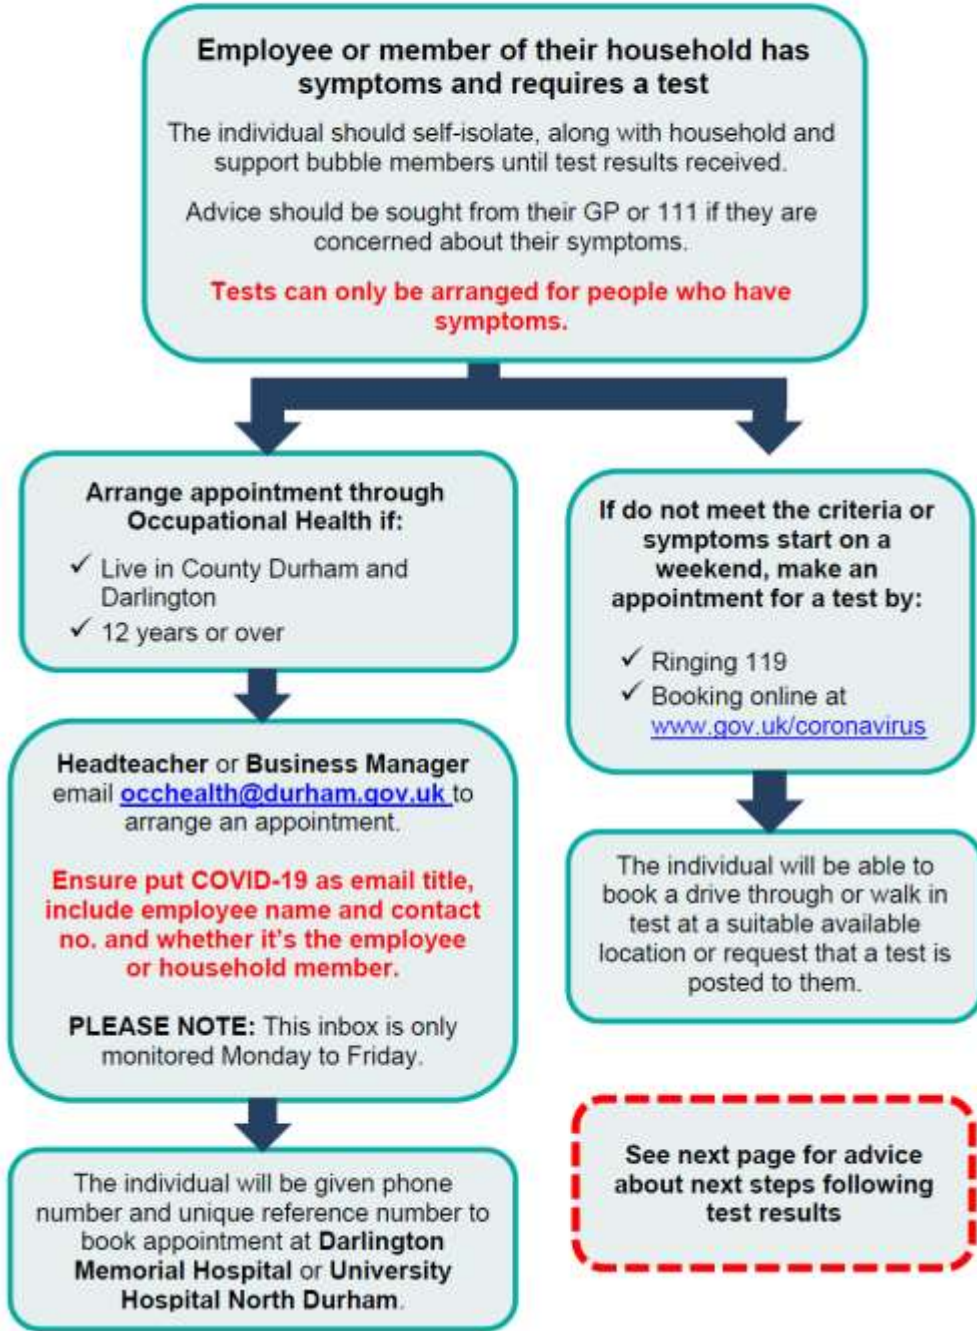 Employee or member of their household has
symptoms and requires a test
The individual should self-isolate, along with household and
support bubble members until test results received.
Advice should be sought from their GP or 111 if they are
concerned about their symptoms.
Tests can only be arranged for people who have
symptoms.
Arrange appointment through
Occupational Health if:
✓ Live in County Durham and
Darlington
✓ 12 years or over
Headteacher or Business Manager
email occhealth@durham.gov.uk to
arrange an appointment.
Ensure put COVID-19 as email title,
include employee name and contact
no. and whether it's the employee
or household member.
PLEASE NOTE: This inbox is only
monitored Monday to Friday.
The individual will be given phone
number and unique reference number to
book appointment at Darlington
Memorial Hospital or University
Hospital North Durham.
If do not meet the criteria or
symptoms start on a
weekend, make an
appointment for a test by:
✓ Ringing 119
✓ Booking online at
www.gov.uk/coronavirus
The individual will be able to
book a drive through or walk in
test at a suitable available
location or request that a test is
posted to them.
See next page for advice
about next steps following
test results